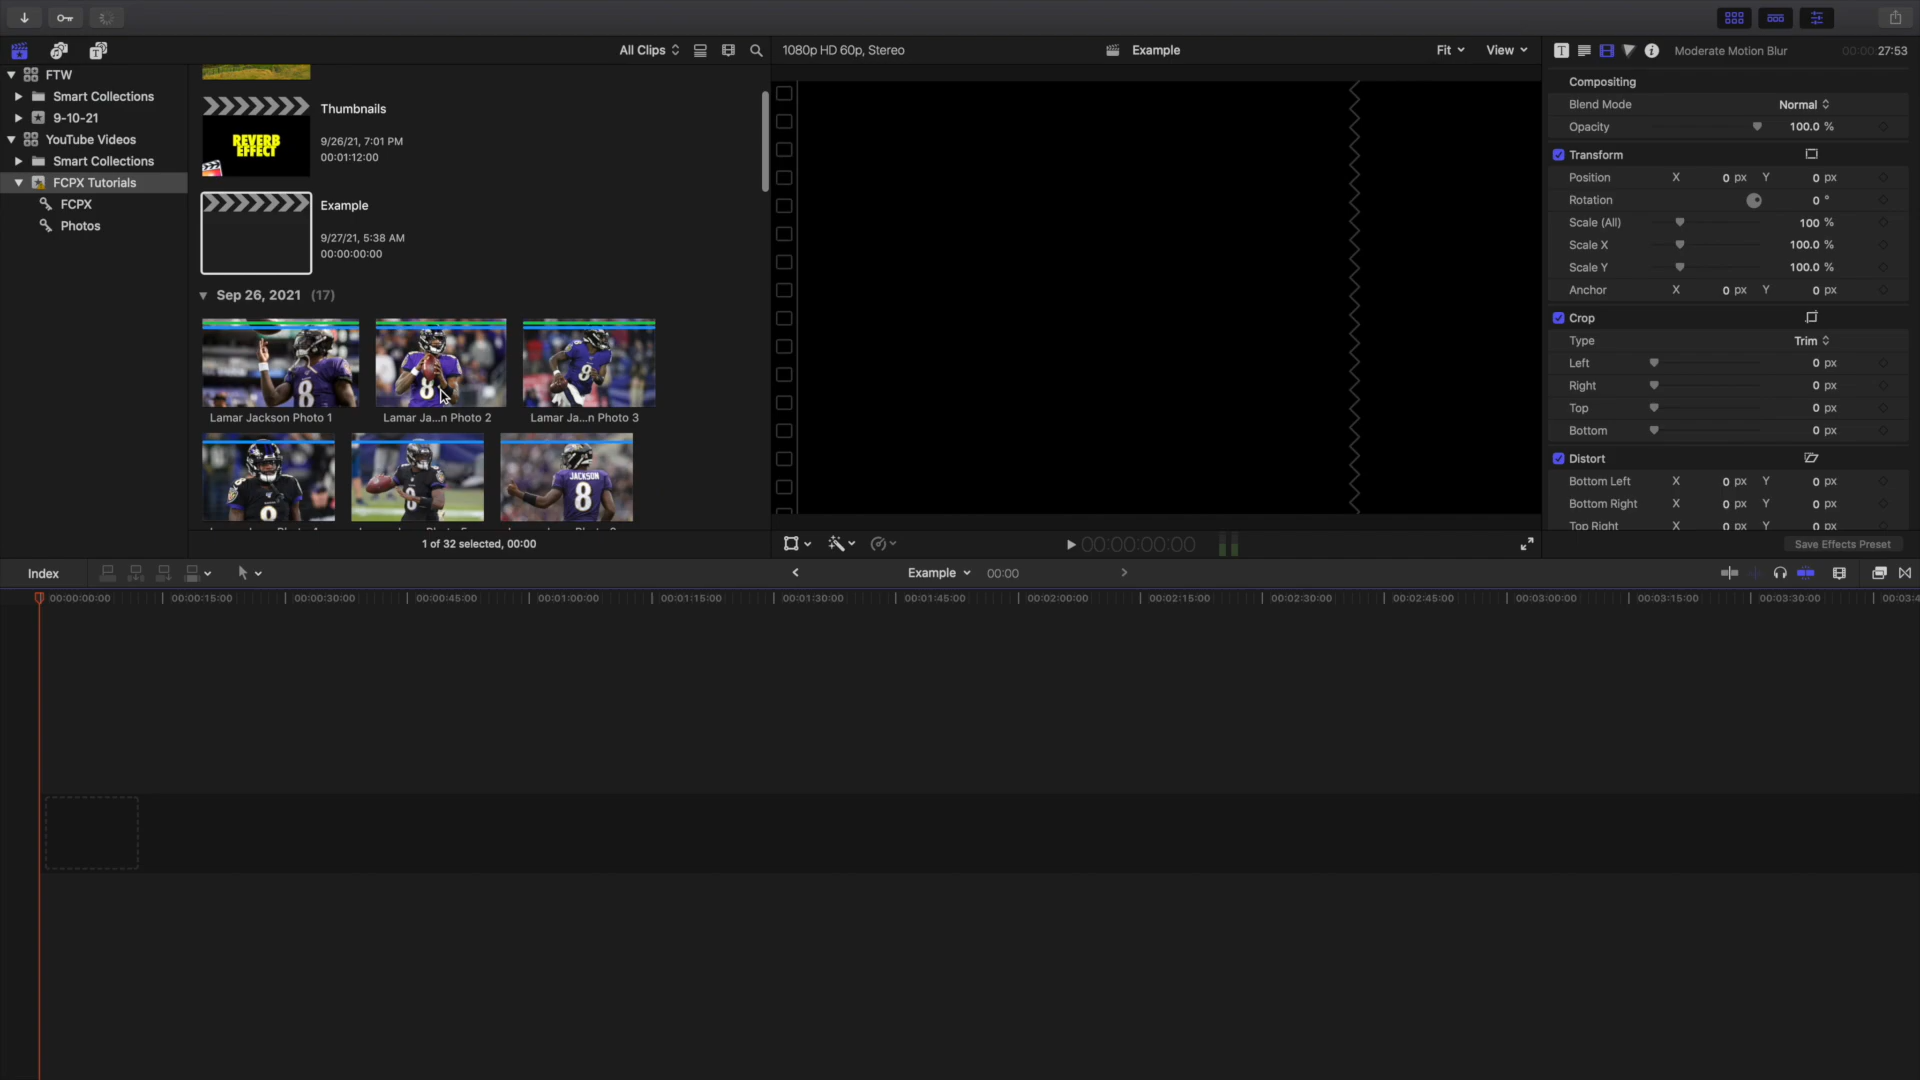 All Clips
1080p HD 60p, Stereo
Example
Fit
View
Moderate Motion Blur
00:00:27:53
FTW
Smart Collections
9-10-21
YouTube Videos
Smart Collections
FCPX Tutorials
FCPX
Photos
REVERB
EFFECT
Thumbnails
9/26/21, 7:01 PM
00:01:12:00
Example
9/27/21, 5:38 AM
00:00:00:00
Sep 26, 2021 (17)
8
8
8
Lamar Jackson Photo 1
Lamar Ja...n Photo 2
Lamar Ja...n Photo 3
8
JACKSON
8
1 of 32 selected, 00:00
00:00:00:00
Compositing
Blend Mode Normal
Opacity 100.0 %
Transform
Position X 0 px Y 0 px
Rotation 0 °
Scale (All) 100 %
Scale X 100.0 %
Scale Y 100.0 %
Anchor X 0 px Y 0 px
Crop
Type Trim
Left 0 px
Right 0 px
Top 0 px
Bottom 0 px
Distort
Bottom Left X 0 px Y 0 px
Bottom Right X 0 px Y 0 px
Top Right X 0 px Y 0 px
Save Effects Preset
Index
Example 00:00
00:00:00:00 00:00:15:00 00:00:30:00 00:00:45:00 00:01:00:00 00:01:15:00 00:01:30:00 00:01:45:00 00:02:00:00 00:02:15:00 00:02:30:00 00:02:45:00 00:03:00:00 00:03:15:00 00:03:30:00 00:03:4